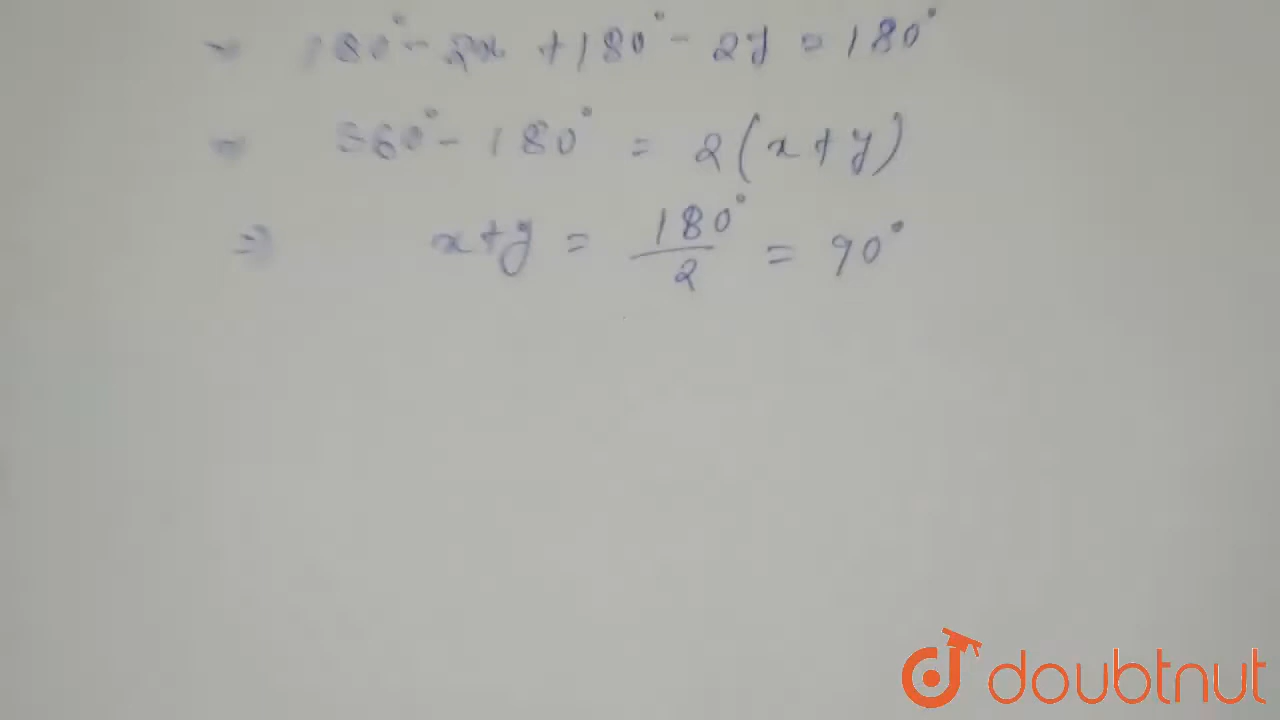 ⇒ 180° - 2x + 180° - 2y = 180°
⇒ 360° - 180° = 2(x+y)
⇒ x+y = 180°/2 = 90°
doubtnut